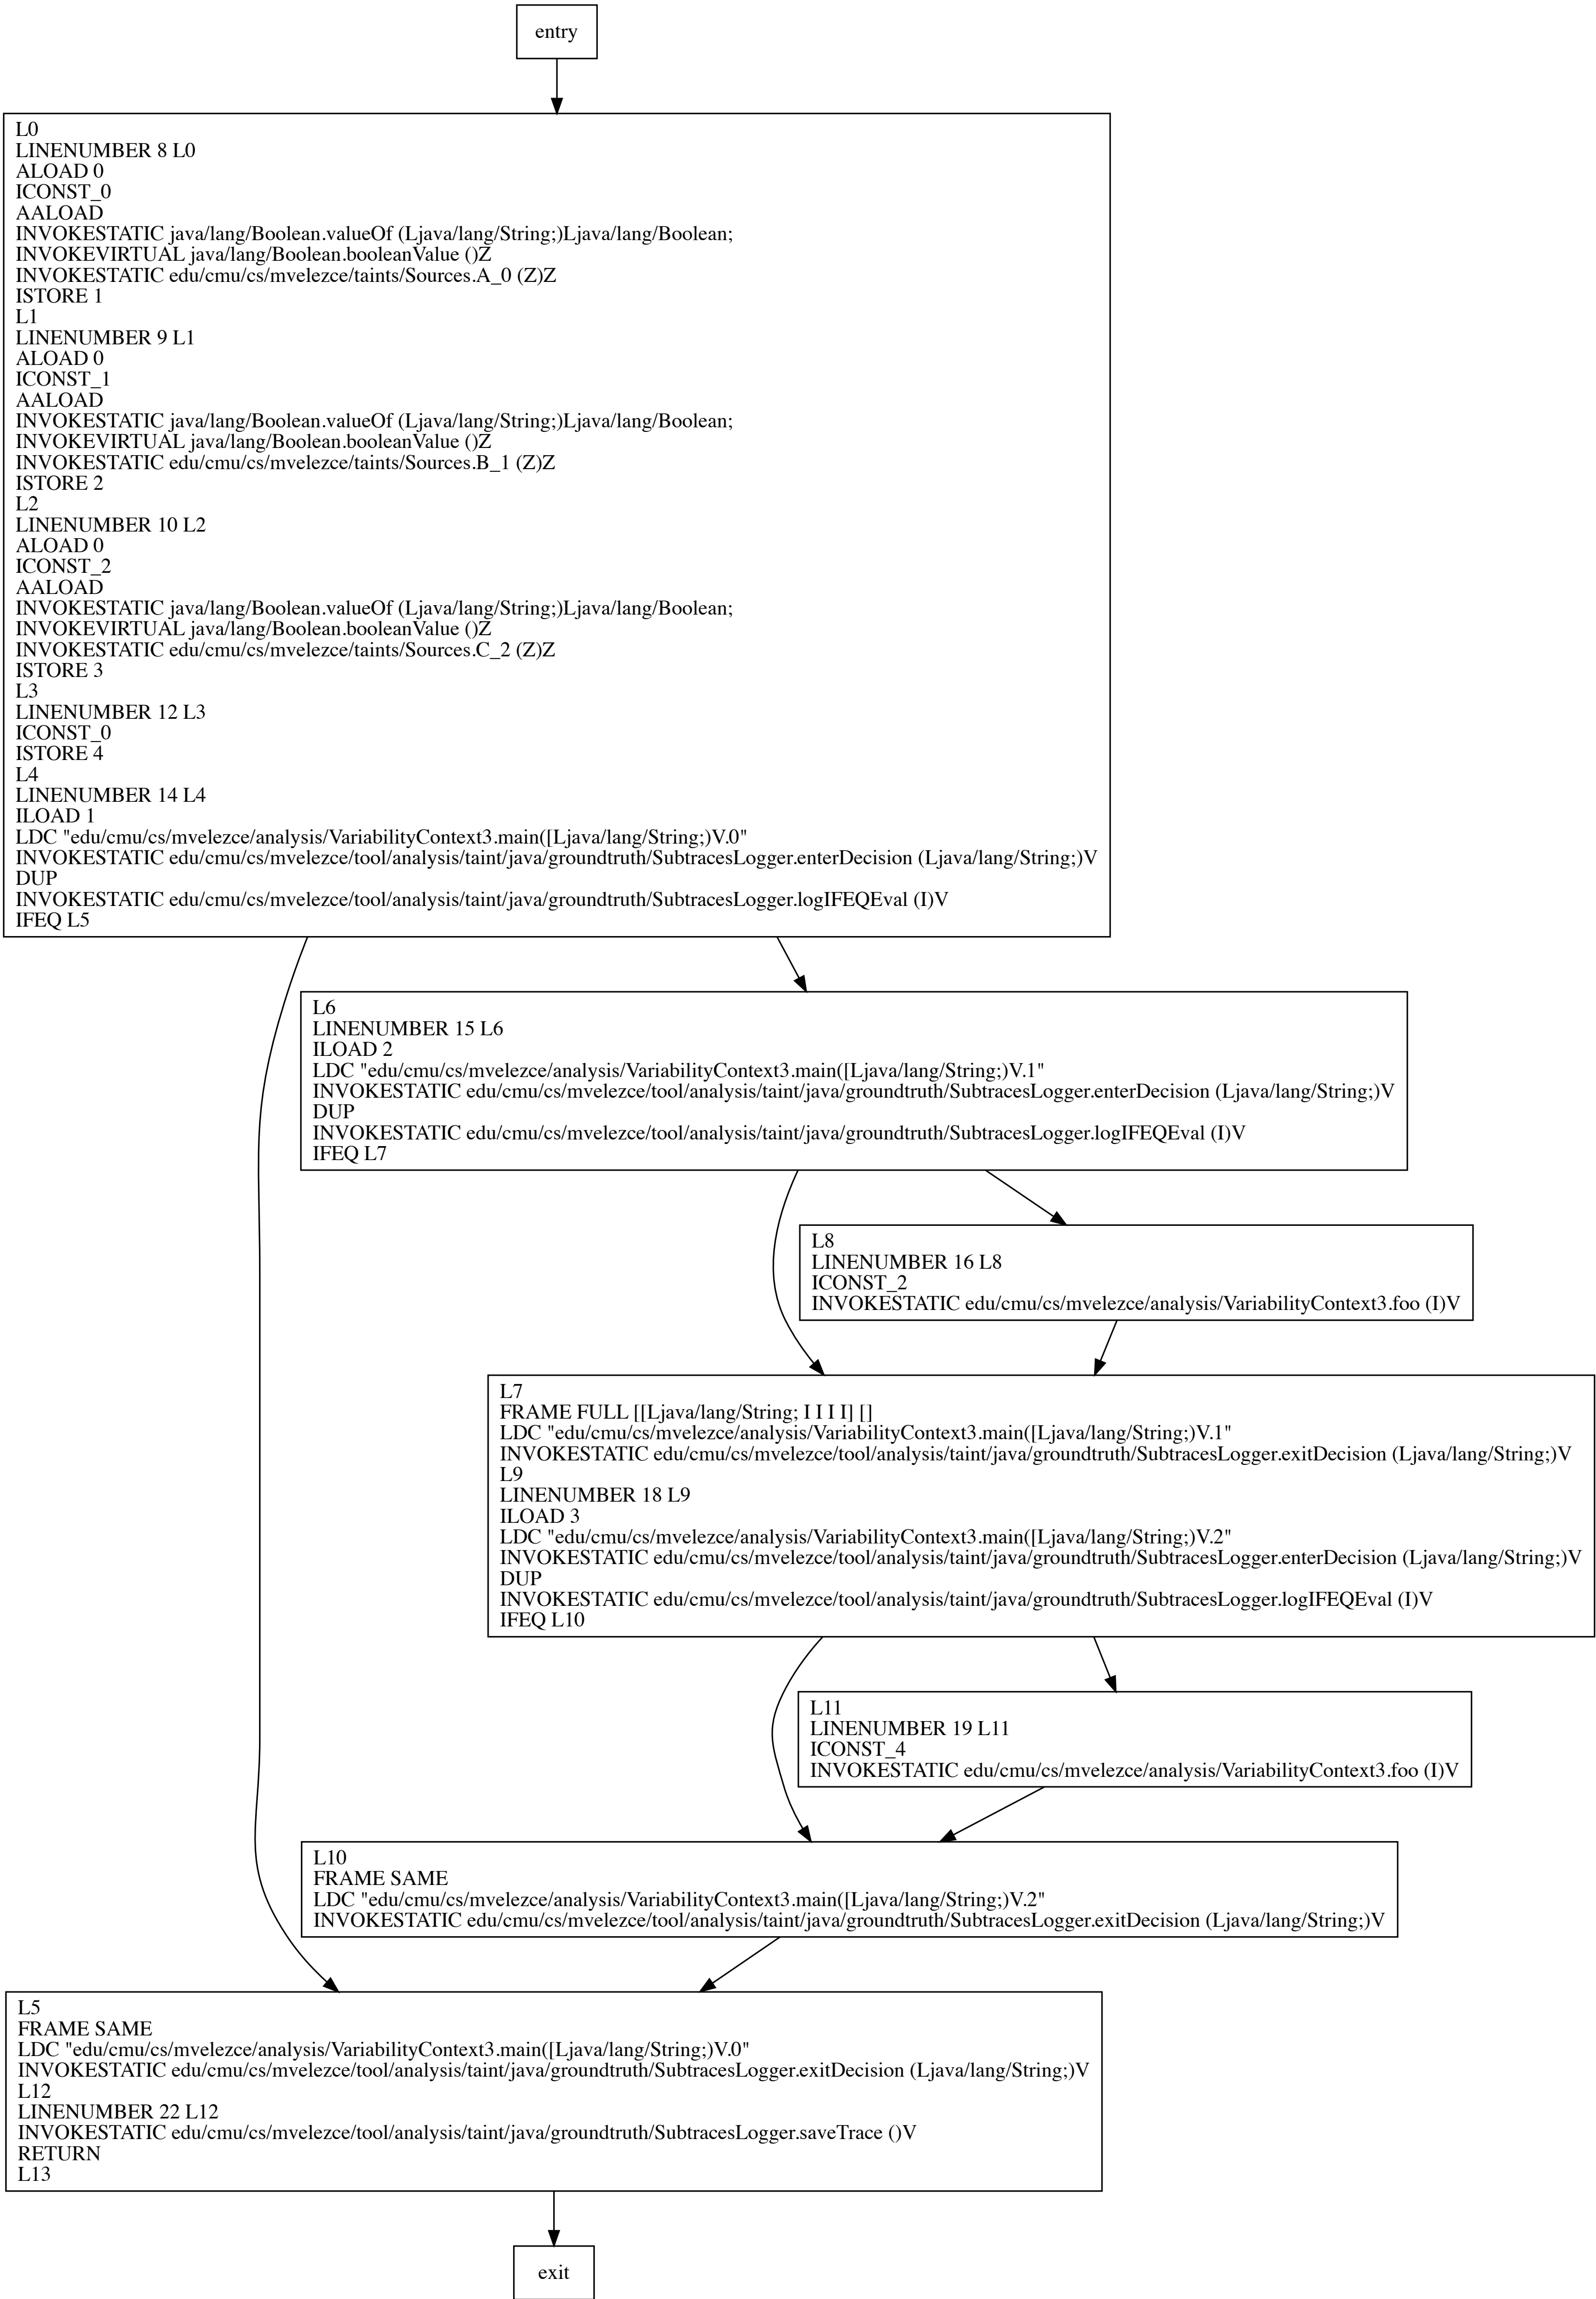 entry
L0
LINENUMBER 8 L0
ALOAD 0
ICONST_0
AALOAD
INVOKESTATIC java/lang/Boolean.valueOf (Ljava/lang/String;)Ljava/lang/Boolean;
INVOKEVIRTUAL java/lang/Boolean.booleanValue ()Z
INVOKESTATIC edu/cmu/cs/mvelezce/taints/Sources.A_0 (Z)Z
ISTORE 1
L1
LINENUMBER 9 L1
ALOAD 0
ICONST_1
AALOAD
INVOKESTATIC java/lang/Boolean.valueOf (Ljava/lang/String;)Ljava/lang/Boolean;
INVOKEVIRTUAL java/lang/Boolean.booleanValue ()Z
INVOKESTATIC edu/cmu/cs/mvelezce/taints/Sources.B_1 (Z)Z
ISTORE 2
L2
LINENUMBER 10 L2
ALOAD 0
ICONST_2
AALOAD
INVOKESTATIC java/lang/Boolean.valueOf (Ljava/lang/String;)Ljava/lang/Boolean;
INVOKEVIRTUAL java/lang/Boolean.booleanValue ()Z
INVOKESTATIC edu/cmu/cs/mvelezce/taints/Sources.C_2 (Z)Z
ISTORE 3
L3
LINENUMBER 12 L3
ICONST_0
ISTORE 4
L4
LINENUMBER 14 L4
ILOAD 1
LDC "edu/cmu/cs/mvelezce/analysis/VariabilityContext3.main([Ljava/lang/String;)V.0"
INVOKESTATIC edu/cmu/cs/mvelezce/tool/analysis/taint/java/groundtruth/SubtracesLogger.enterDecision (Ljava/lang/String;)V
DUP
INVOKESTATIC edu/cmu/cs/mvelezce/tool/analysis/taint/java/groundtruth/SubtracesLogger.logIFEQEval (I)V
IFEQ L5
L6
LINENUMBER 15 L6
ILOAD 2
LDC "edu/cmu/cs/mvelezce/analysis/VariabilityContext3.main([Ljava/lang/String;)V.1"
INVOKESTATIC edu/cmu/cs/mvelezce/tool/analysis/taint/java/groundtruth/SubtracesLogger.enterDecision (Ljava/lang/String;)V
DUP
INVOKESTATIC edu/cmu/cs/mvelezce/tool/analysis/taint/java/groundtruth/SubtracesLogger.logIFEQEval (I)V
IFEQ L7
L8
LINENUMBER 16 L8
ICONST_2
INVOKESTATIC edu/cmu/cs/mvelezce/analysis/VariabilityContext3.foo (I)V
L7
FRAME FULL [[Ljava/lang/String; I I I I] []
LDC "edu/cmu/cs/mvelezce/analysis/VariabilityContext3.main([Ljava/lang/String;)V.1"
INVOKESTATIC edu/cmu/cs/mvelezce/tool/analysis/taint/java/groundtruth/SubtracesLogger.exitDecision (Ljava/lang/String;)V
L9
LINENUMBER 18 L9
ILOAD 3
LDC "edu/cmu/cs/mvelezce/analysis/VariabilityContext3.main([Ljava/lang/String;)V.2"
INVOKESTATIC edu/cmu/cs/mvelezce/tool/analysis/taint/java/groundtruth/SubtracesLogger.enterDecision (Ljava/lang/String;)V
DUP
INVOKESTATIC edu/cmu/cs/mvelezce/tool/analysis/taint/java/groundtruth/SubtracesLogger.logIFEQEval (I)V
IFEQ L10
L11
LINENUMBER 19 L11
ICONST_4
INVOKESTATIC edu/cmu/cs/mvelezce/analysis/VariabilityContext3.foo (I)V
L10
FRAME SAME
LDC "edu/cmu/cs/mvelezce/analysis/VariabilityContext3.main([Ljava/lang/String;)V.2"
INVOKESTATIC edu/cmu/cs/mvelezce/tool/analysis/taint/java/groundtruth/SubtracesLogger.exitDecision (Ljava/lang/String;)V
L5
FRAME SAME
LDC "edu/cmu/cs/mvelezce/analysis/VariabilityContext3.main([Ljava/lang/String;)V.0"
INVOKESTATIC edu/cmu/cs/mvelezce/tool/analysis/taint/java/groundtruth/SubtracesLogger.exitDecision (Ljava/lang/String;)V
L12
LINENUMBER 22 L12
INVOKESTATIC edu/cmu/cs/mvelezce/tool/analysis/taint/java/groundtruth/SubtracesLogger.saveTrace ()V
RETURN
L13
exit